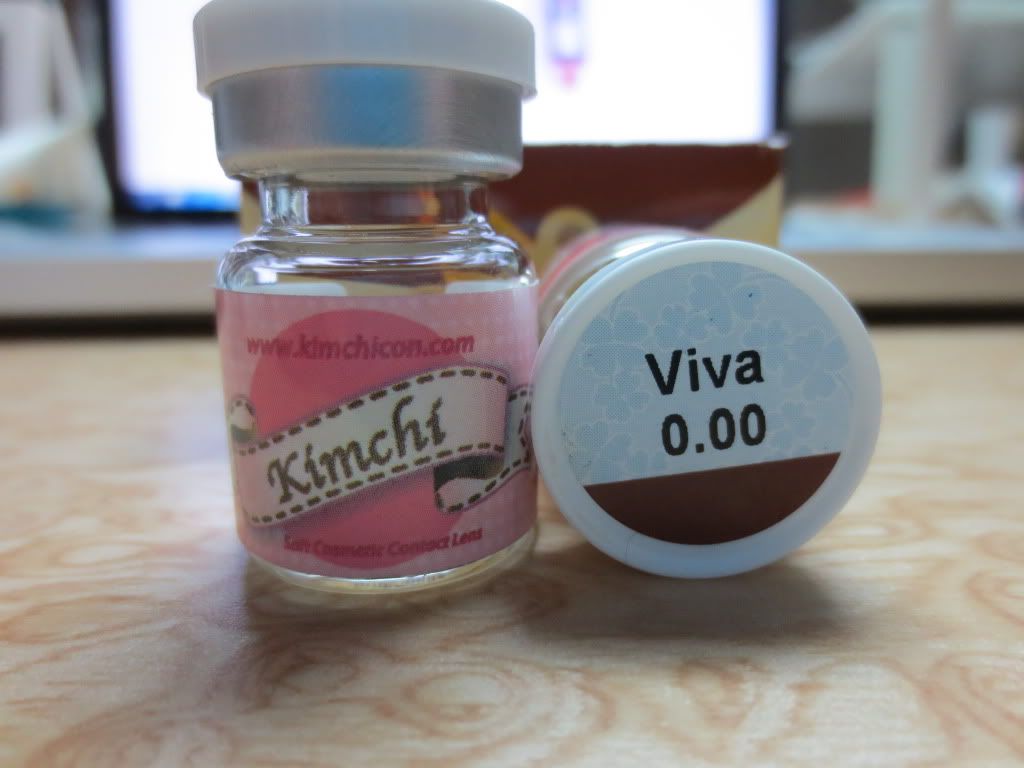 www.kimchicon.com
Kimchi
Soft Cosmetic Contact Lens
Viva
0.00